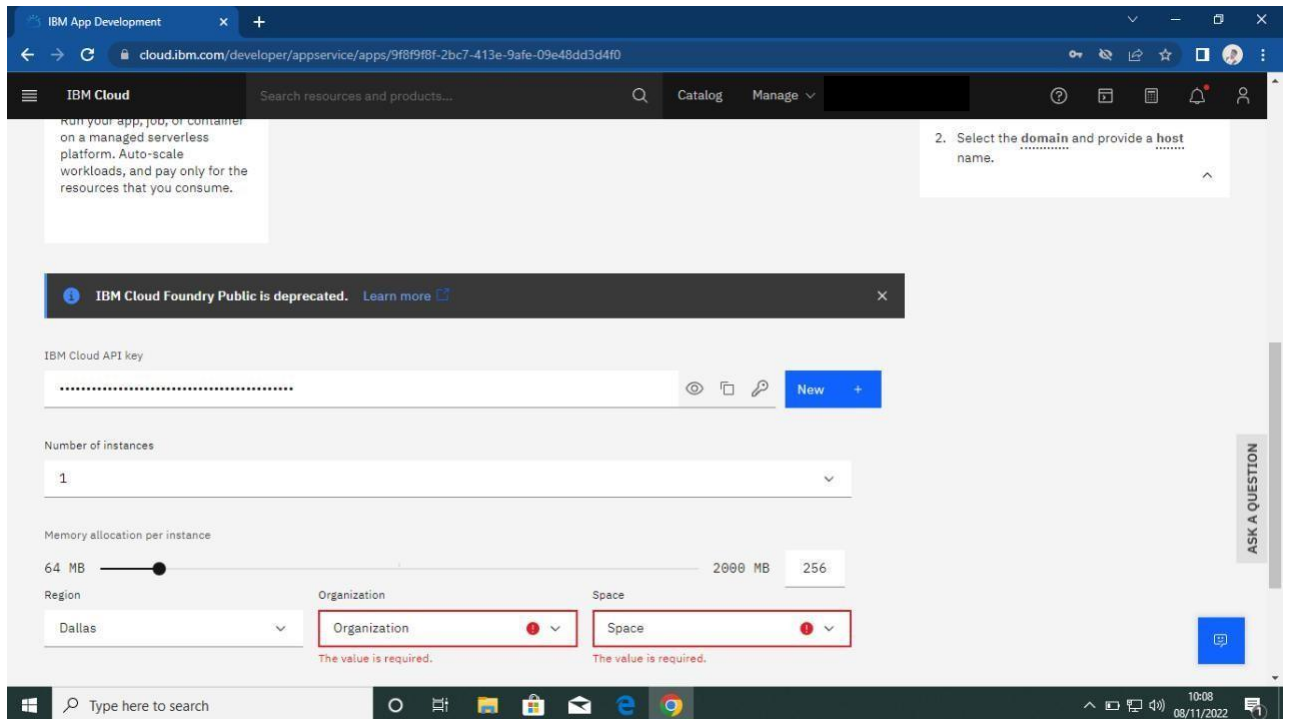 IBM App Development
cloud.ibm.com/developer/appservice/apps/9f8f9f8f-2bc7-413e-9afe-09e48dd3d4f0
IBM Cloud
Search resources and products...
Catalog
Manage
Run your app, job, or container
on a managed serverless
platform. Auto-scale
workloads, and pay only for the
resources that you consume.
2. Select the domain and provide a host
name.
IBM Cloud Foundry Public is deprecated. Learn more
IBM Cloud API key
New +
Number of instances
1
Memory allocation per instance
64 MB
2000 MB
256
Region
Organization
Space
Dallas
Organization
Space
The value is required.
The value is required.
ASK A QUESTION
Type here to search
10:08
08/11/2022
1